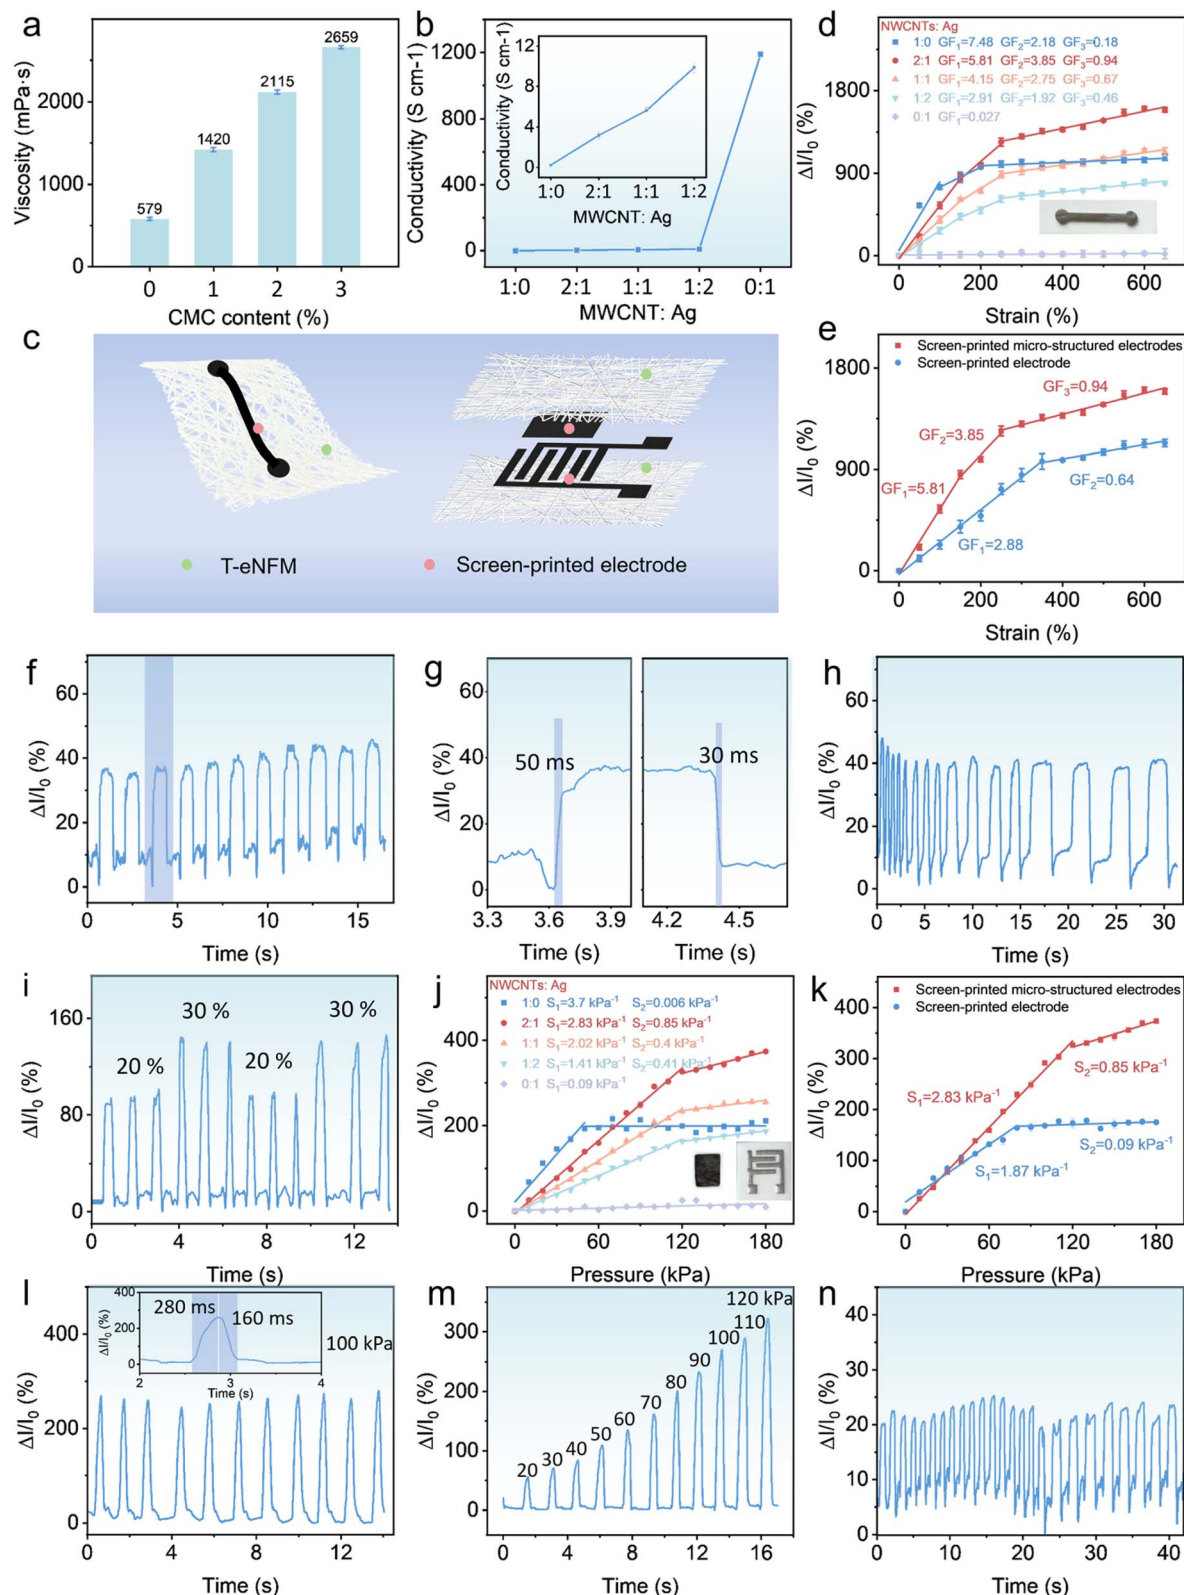 a
Viscosity (mPa·s)
2000
1000
0
579
1420
2115
2659
0 1 2 3
CMC content (%)
b
Conductivity (S cm-1)
1200
800
400
0
Conductivity (S cm-1)
12
8
4
0
1:0 2:1 1:1 1:2
MWCNT: Ag
1:0 2:1 1:1 1:2 0:1
MWCNT: Ag
d
NWCNTs: Ag
1:0 GF₁=7.48 GF₂=2.18 GF₃=0.18
2:1 GF₁=5.81 GF₂=3.85 GF₃=0.94
1:1 GF₁=4.15 GF₂=2.75 GF₃=0.67
1:2 GF₁=2.91 GF₂=1.92 GF₃=0.46
0:1 GF₁=0.027
ΔI/I₀ (%)
1800
900
0
0 200 400 600
Strain (%)
c
T-eNFM
Screen-printed electrode
e
Screen-printed micro-structured electrodes
Screen-printed electrode
ΔI/I₀ (%)
1800
900
0
GF₃=0.94
GF₂=3.85
GF₁=5.81
GF₂=0.64
GF₁=2.88
0 200 400 600
Strain (%)
f
ΔI/I₀ (%)
60
40
20
0
0 5 10 15
Time (s)
g
ΔI/I₀ (%)
60
40
20
0
50 ms
30 ms
3.3 3.6 3.9
4.2 4.5
Time (s)
Time (s)
h
ΔI/I₀ (%)
60
40
20
0
0 5 10 15 20 25 30
Time (s)
i
ΔI/I₀ (%)
160
80
0
20 %
30 %
20 %
30 %
0 4 8 12
Time (s)
j
NWCNTs: Ag
1:0 S₁=3.7 kPa⁻¹ S₂=0.006 kPa⁻¹
2:1 S₁=2.83 kPa⁻¹ S₂=0.85 kPa⁻¹
1:1 S₁=2.02 kPa⁻¹ S₂=0.4 kPa⁻¹
1:2 S₁=1.41 kPa⁻¹ S₂=0.41 kPa⁻¹
0:1 S₁=0.09 kPa⁻¹
ΔI/I₀ (%)
400
200
0
0 60 120 180
Pressure (kPa)
k
Screen-printed micro-structured electrodes
Screen-printed electrode
ΔI/I₀ (%)
400
300
200
100
0
S₁=2.83 kPa⁻¹
S₂=0.85 kPa⁻¹
S₂=0.09 kPa⁻¹
S₁=1.87 kPa⁻¹
0 60 120 180
Pressure (kPa)
l
ΔI/I₀ (%)
400
200
0
ΔI/I₀ (%)
400
200
0
280 ms
160 ms
2 3 4
Time (s)
100 kPa
0 4 8 12
Time (s)
m
ΔI/I₀ (%)
300
200
100
0
20
30
40
50
60
70
80
90
100
110
120 kPa
0 4 8 12 16
Time (s)
n
ΔI/I₀ (%)
40
30
20
10
0
0 10 20 30 40
Time (s)